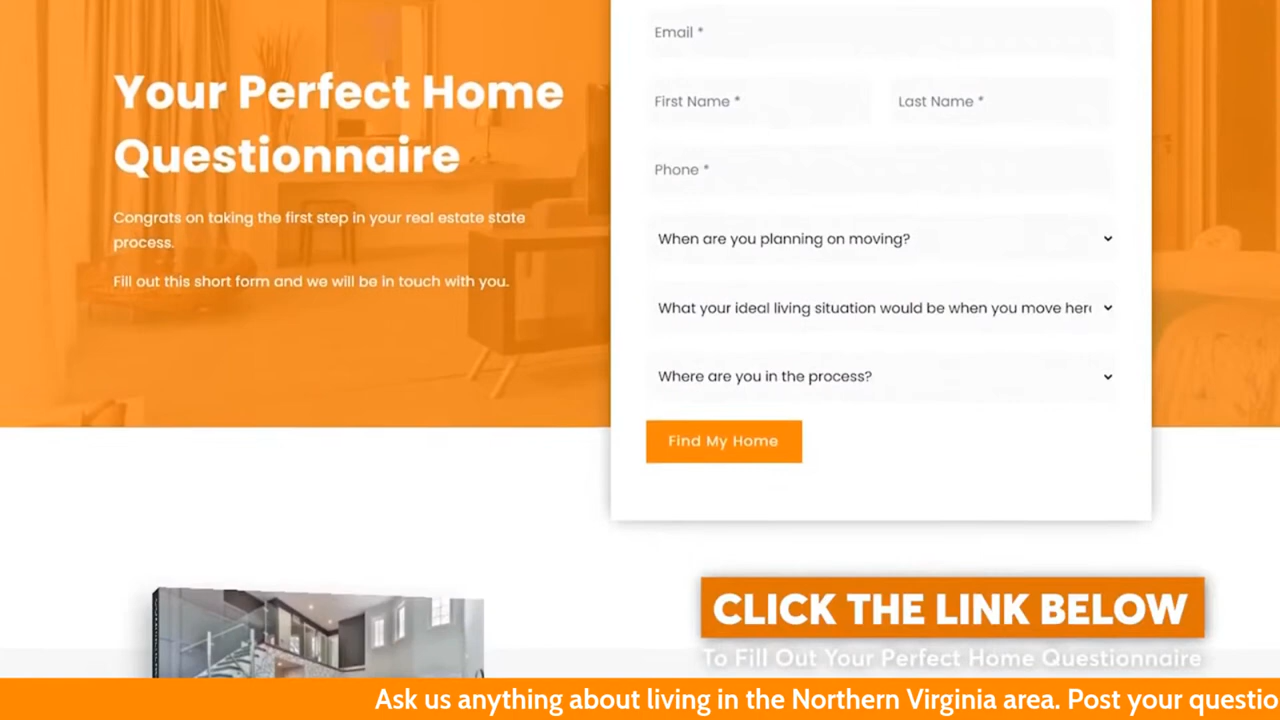 Your Perfect Home
Questionnaire
Congrats on taking the first step in your real estate state
process.
Fill out this short form and we will be in touch with you.
Email *
First Name *
Last Name *
Phone *
When are you planning on moving?
What your ideal living situation would be when you move here
Where are you in the process?
Find My Home
CLICK THE LINK BELOW
To Fill Out Your Perfect Home Questionnaire
Ask us anything about living in the Northern Virginia area. Post your questio